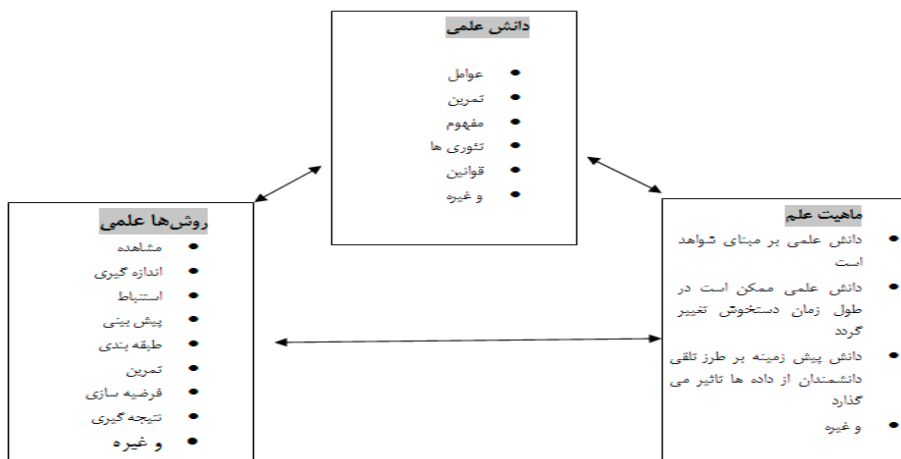 دانش علمی
عوامل
تمرین
مفهوم
تئوری ها
قوانین
و غیره
روش‌ها علمی
مشاهده
اندازه گیری
استنباط
پیش بینی
طبقه بندی
تمرین
فرضیه سازی
نتیجه گیری
و غیره
ماهیت علم
دانش علمی بر مبنای شواهد
است
دانش علمی ممکن است در
طول زمان دستخوش تغییر
گردد
دانش پیش زمینه بر طرز تلقی
دانشمندان از داده ها تاثیر می
گذارد
و غیره